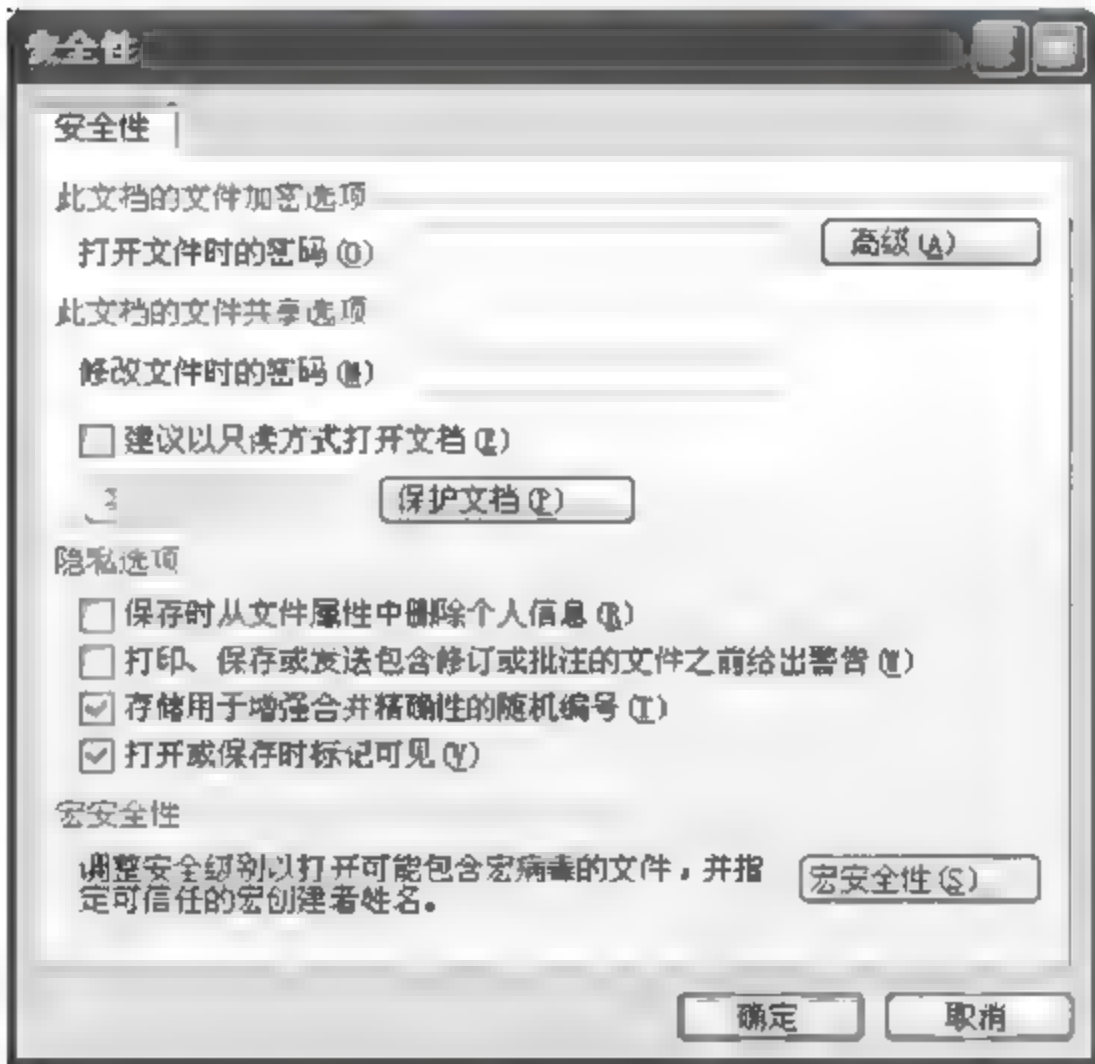 安全性
安全性
此文档的文件加密选项
打开文件时的密码(O)
高级(A)
此文档的文件共享选项
修改文件时的密码(M)
建议以只读方式打开文档(E)
保护文档(P)
隐私选项
保存时从文件属性中删除个人信息(R)
打印、保存或发送包含修订或批注的文件之前给出警告(W)
存储用于增强合并精确性的随机编号(T)
打开或保存时标记可见(V)
宏安全性
调整安全级别以打开可能包含宏病毒的文件，并指
定可信任的宏创建者姓名。
宏安全性(S)
确定
取消